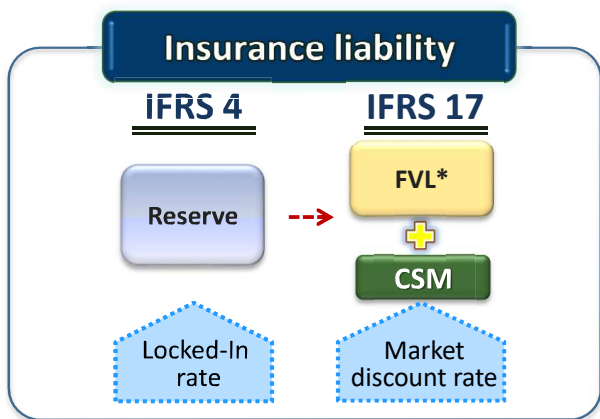 Insurance liability
iFRS 4
IFRS 17
FVL*
Reserve
CSM
Locked-In
rate
Market
discount rate